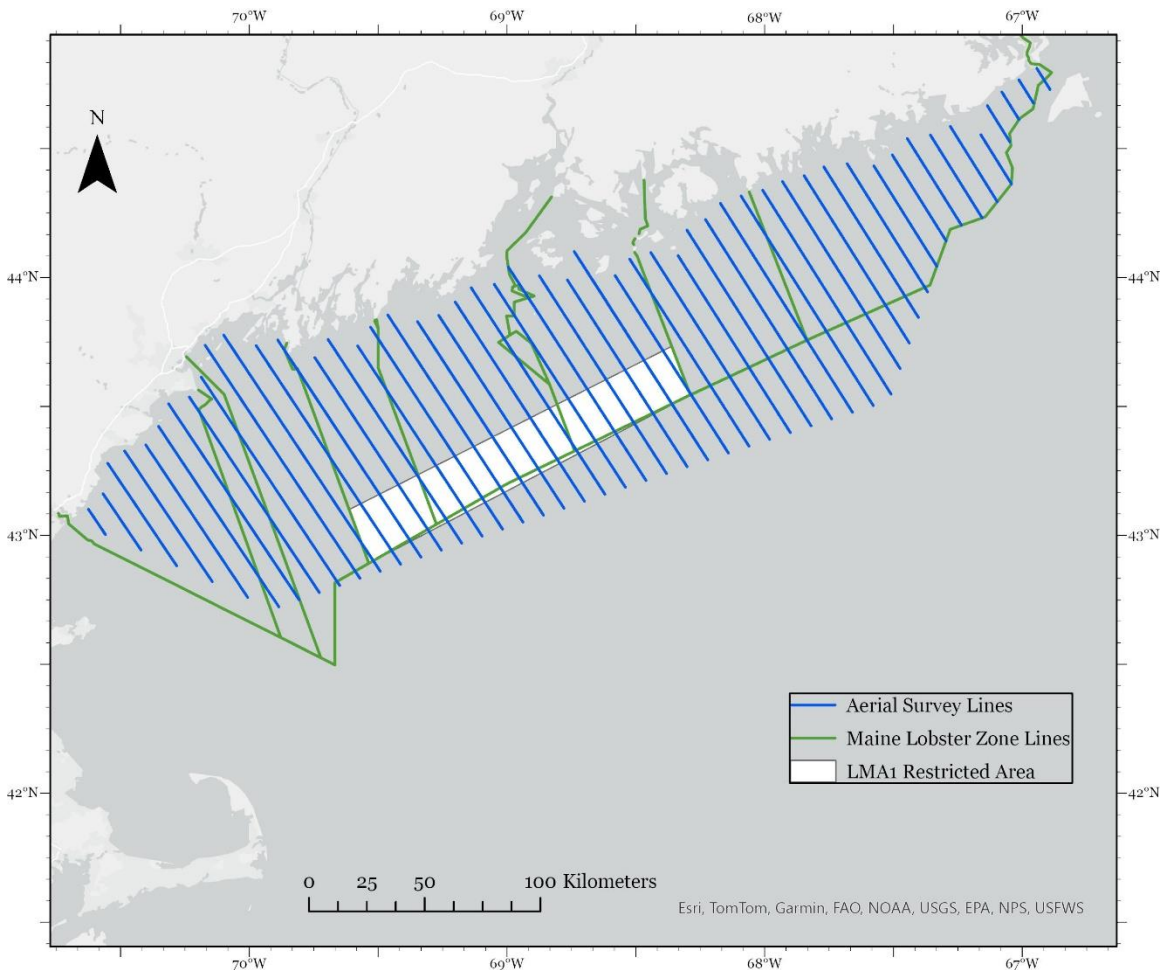 70°W 69°W 68°W 67°W
N
44°N 44°N
43°N 43°N
Aerial Survey Lines
Maine Lobster Zone Lines
LMA1 Restricted Area
42°N 42°N
0 25 50 100 Kilometers
Esri, TomTom, Garmin, FAO, NOAA, USGS, EPA, NPS, USFWS
70°W 69°W 68°W 67°W